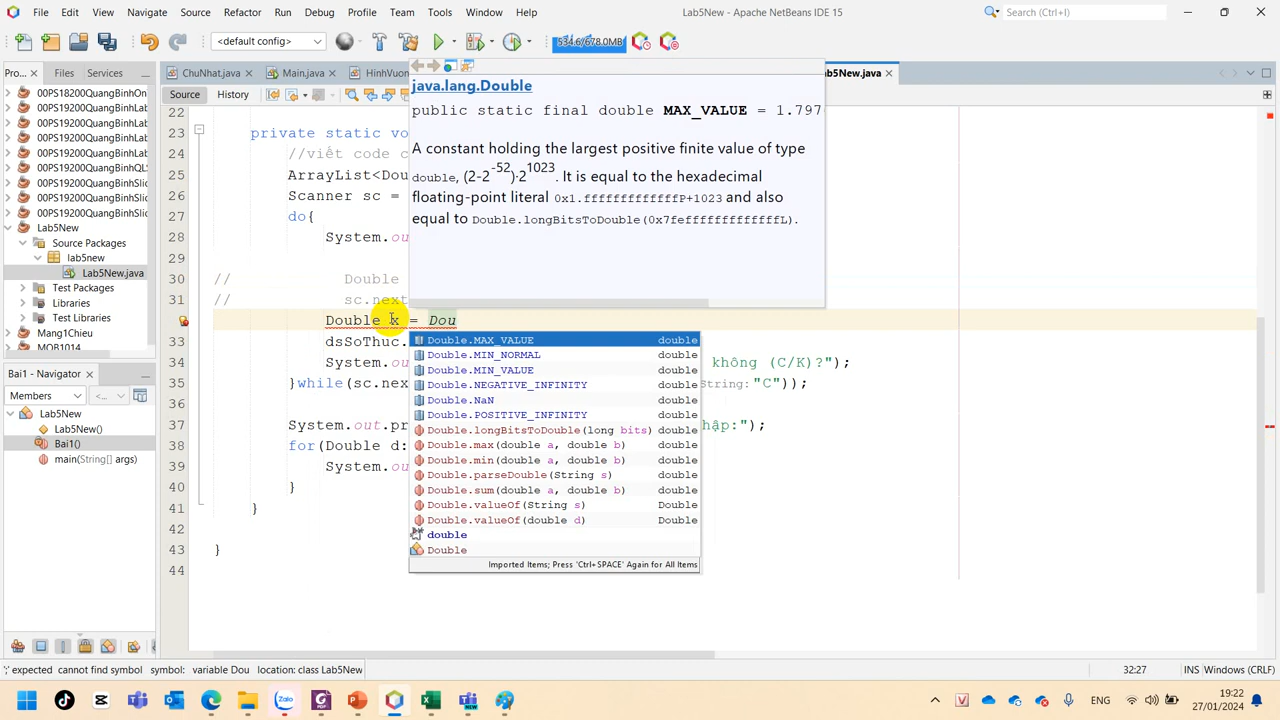 File Edit View Navigate Source Refactor Run Debug Profile Team Tools Window Help
Lab5New - Apache NetBeans IDE 15
Search (Ctrl+I)
<default config>
534.6/678.0MB
Pro...
Files
Services
ChuNhat.java
Main.java
HinhVuon
ab5New.java
Source
History
00PS18200QuangBinhOn
00PS19200QuangBinhLab
00PS19200QuangBinhLab
00PS19200QuangBinhLab
00PS19200QuangBinhLab
00PS19200QuangBinhQL
00PS19200QuangBinhSlid
00PS19200QuangBinhSlid
00PS19200QuangBinhSlid
Lab5New
Source Packages
lab5new
Lab5New.java
Test Packages
Libraries
Test Libraries
Mang1Chieu
MOB1014
Bai1 - Navigator
Members
<...
Lab5New
Lab5New()
Bai1()
main(String[] args)
22
23 private static vo
24 //viết code c
25 ArrayList<Dou
26 Scanner sc =
27 do{
28 System.ou
29
30 // Double
31 // sc.next
Double x = Dou
33 dsSoThuc.
34 System.ou không (C/K)?");
35 }while(sc.nex String:"C"));
36
37 System.out.pr hập:");
38 for(Double d:
39 System.ou
40 }
41 }
42
43 }
44
java.lang.Double
public static final double MAX_VALUE = 1.797
A constant holding the largest positive finite value of type
double, (2-2^-52)·2^1023. It is equal to the hexadecimal
floating-point literal 0x1.fffffffffffffP+1023 and also
equal to Double.longBitsToDouble(0x7fefffffffffffffL).
Double.MAX_VALUE double
Double.MIN_NORMAL double
Double.MIN_VALUE double
Double.NEGATIVE_INFINITY double
Double.NaN double
Double.POSITIVE_INFINITY double
Double.longBitsToDouble(long bits) double
Double.max(double a, double b) double
Double.min(double a, double b) double
Double.parseDouble(String s) double
Double.sum(double a, double b) double
Double.valueOf(String s) Double
Double.valueOf(double d) Double
double
Double
Imported Items; Press 'Ctrl+SPACE' Again for All Items
';' expected cannot find symbol symbol: variable Dou location: class Lab5New
32:27
INS
Windows (CRLF)
Zalo
V
ENG
19:22
27/01/2024